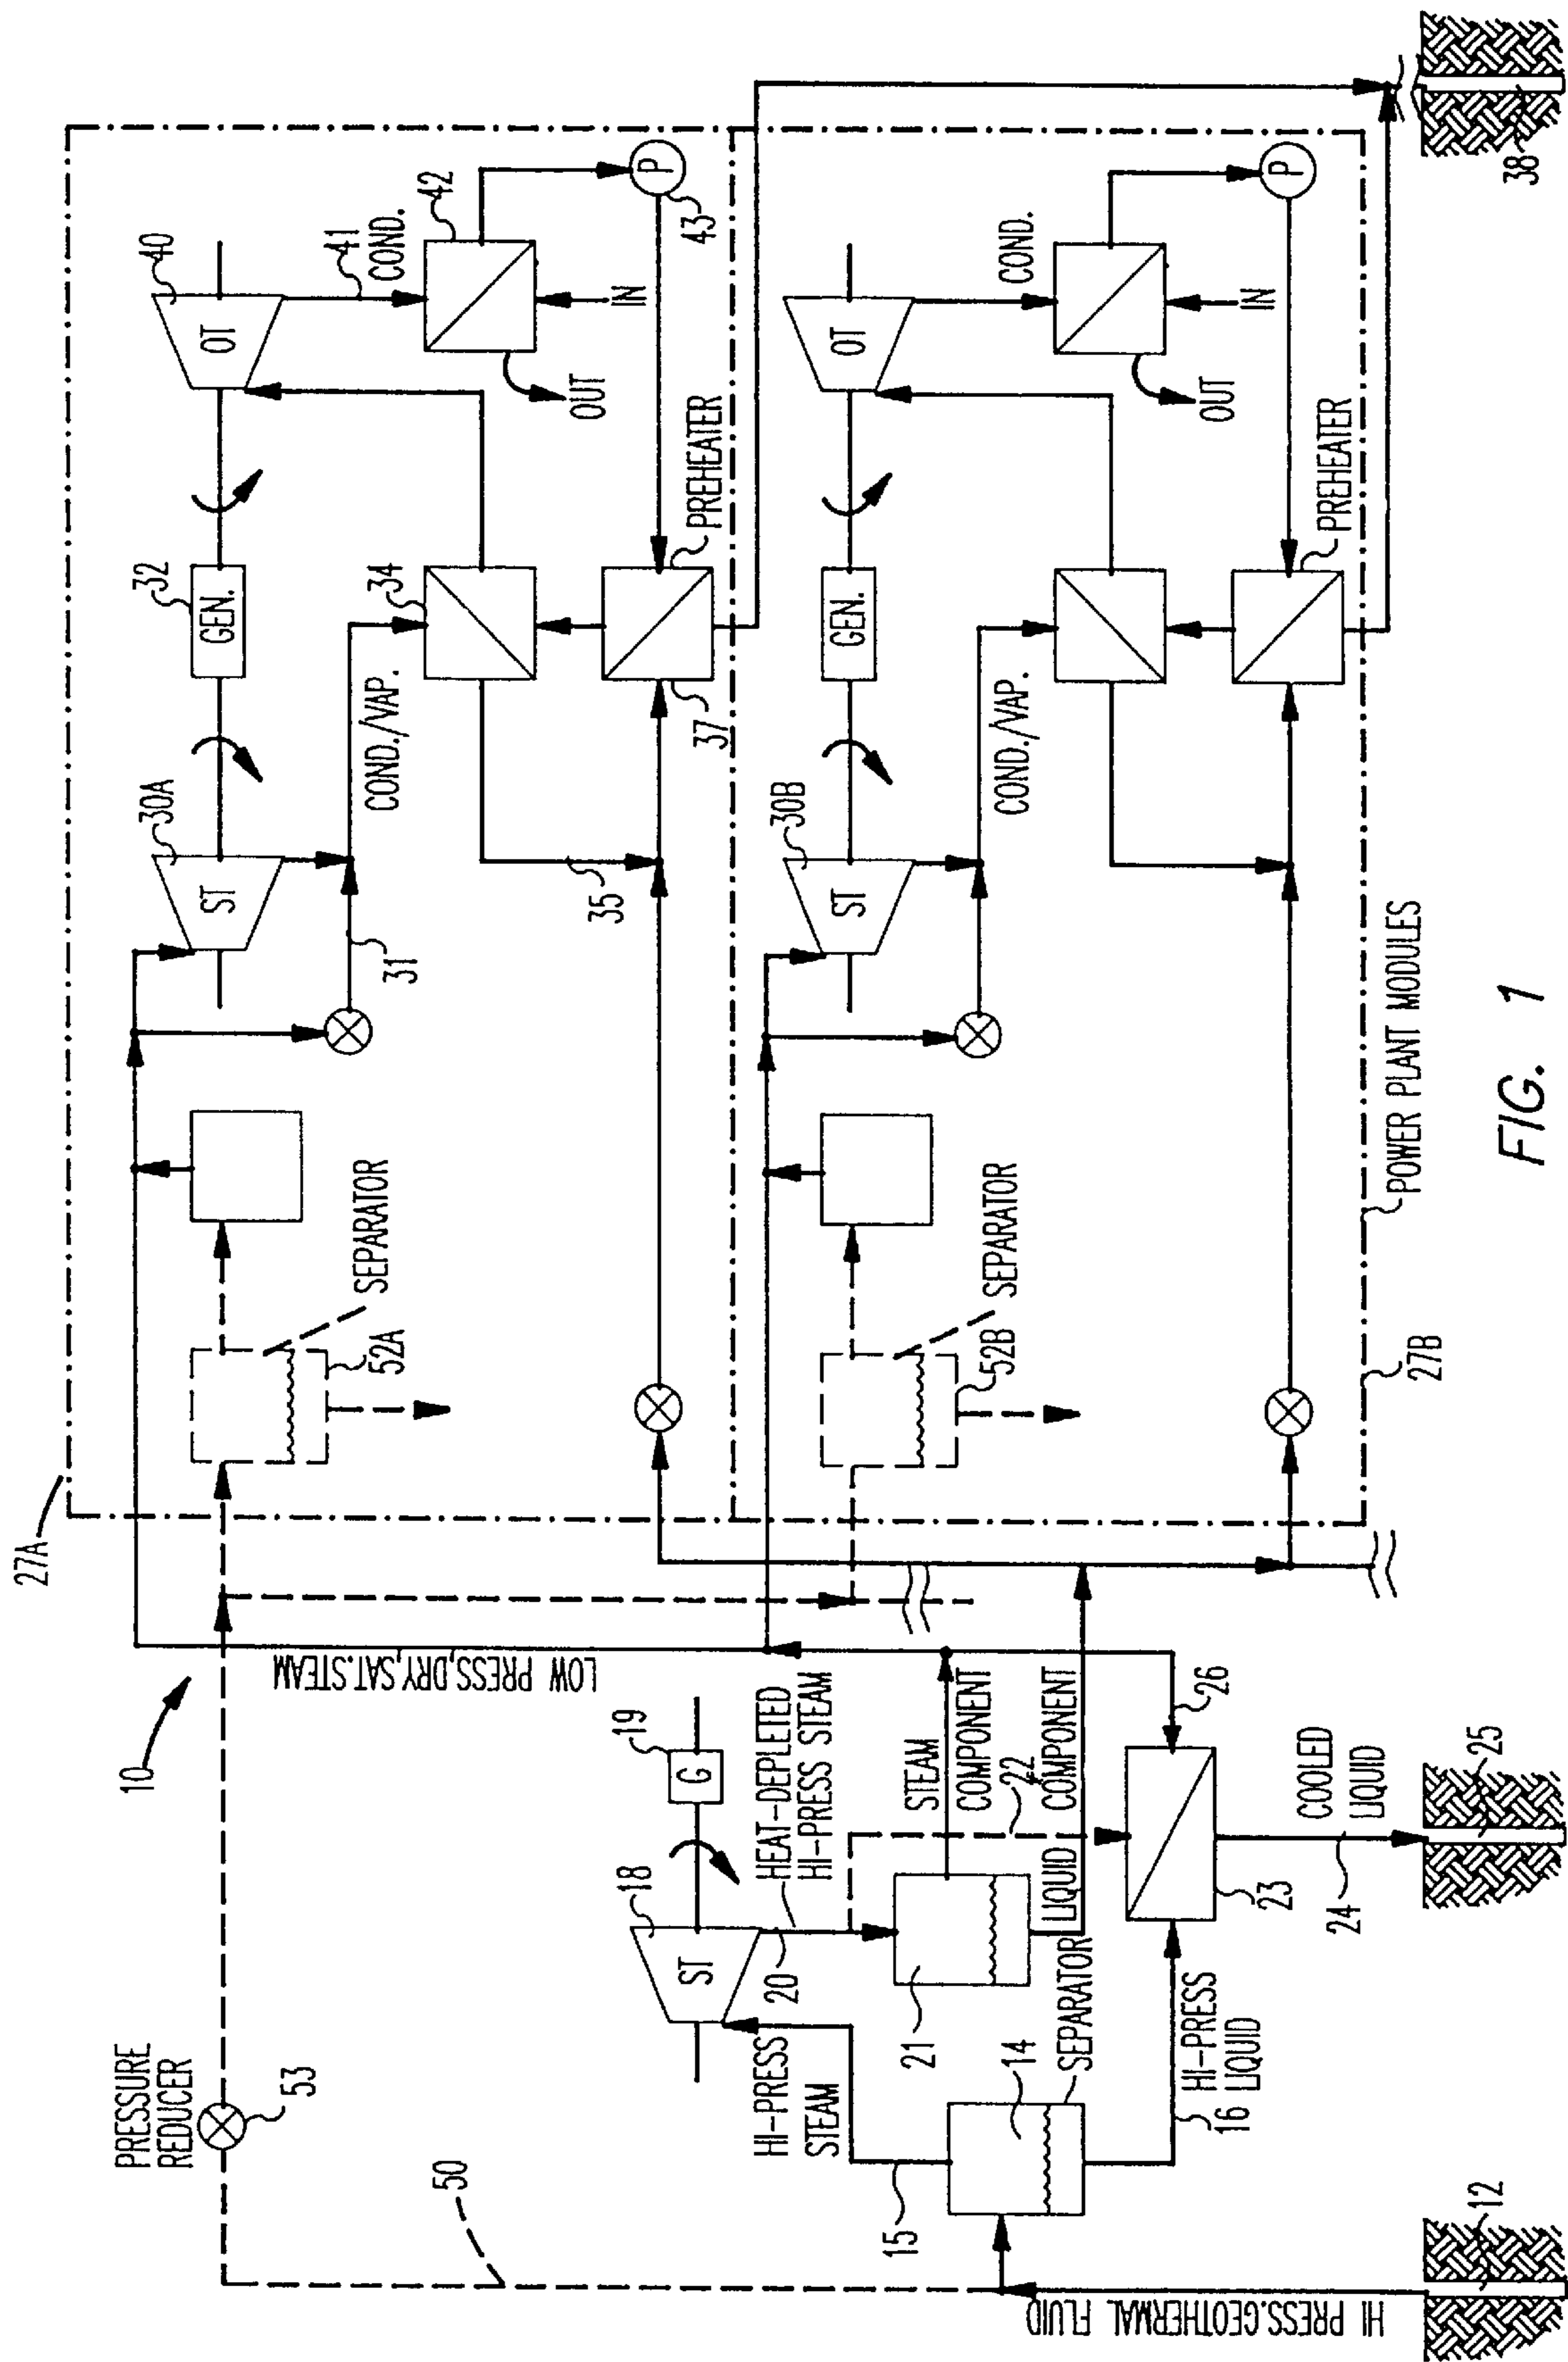 27A
10
PRESSURE
REDUCER
53
50
LOW PRESS,DRY,SAT.STEAM
SEPARATOR
52A
30A
ST
31
32
GEN.
COND./VAP.
34
35
37
PREHEATER
40
OT
41
COND.
42
OUT
IN
P
43
19
G
18
ST
HEAT-DEPLETED
HI-PRESS STEAM
20
HI-PRESS
STEAM
15
14
SEPARATOR
21
STEAM
COMPONENT
22
LIQUID
COMPONENT
26
23
HI-PRESS
LIQUID
16
COOLED
LIQUID
24
25
HI PRESS.GEOTHERMAL FLUID
12
SEPARATOR
52B
30B
ST
GEN.
COND./VAP.
PREHEATER
OT
COND.
OUT
IN
P
27B
POWER PLANT MODULES
38
FIG. 1